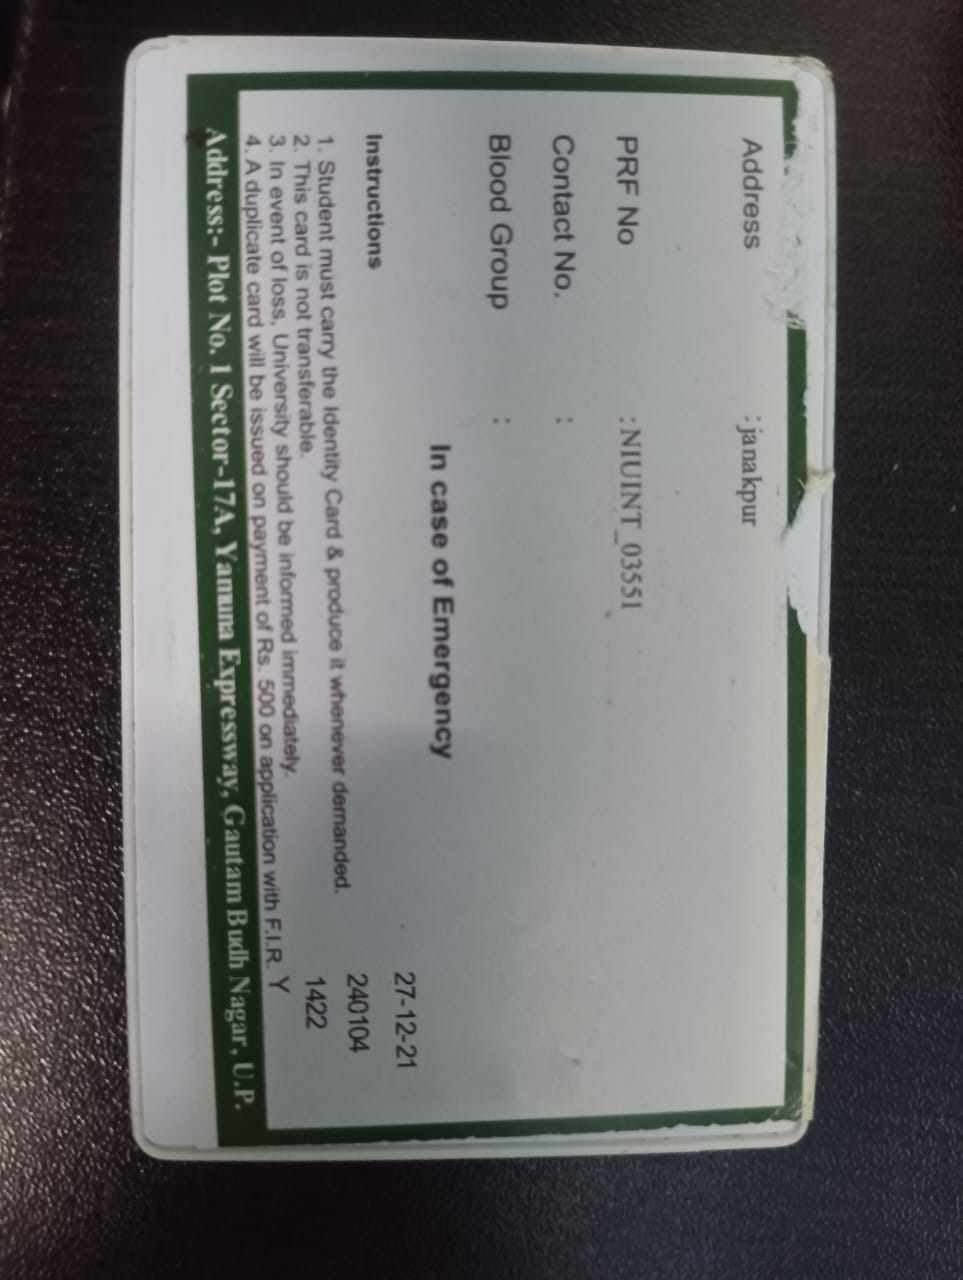 Address : janakpur
PRF No : NIUINT_03551
Contact No. :
Blood Group :
In case of Emergency
Instructions
1. Student must carry the Identity Card & produce it whenever demanded.
2. This card is not transferable.
3. In event of loss, University should be informed immediately.
4. A duplicate card will be issued on payment of Rs. 500 on application with F.I.R. Y
27-12-21
240104
1422
Address:- Plot No. 1 Sector-17A, Yamuna Expressway, Gautam Budh Nagar, U.P.